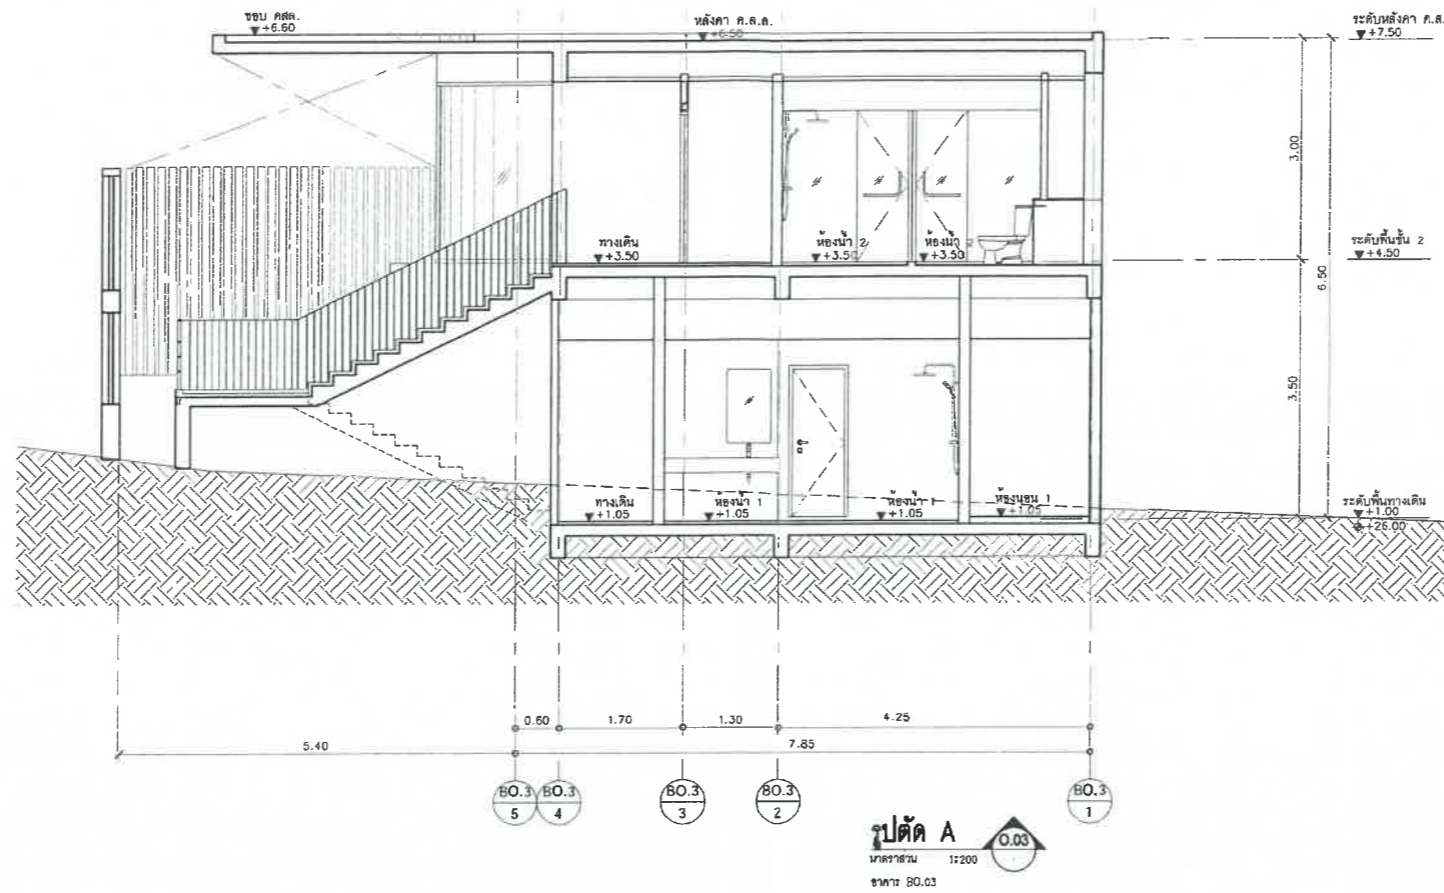 ขอบ คสล.
+6.60
หลังคา ค.ส.ล.
+6.50
ระดับหลังคา ค.ส.
+7.50
3.00
6.50
3.50
ทางเดิน
+3.50
ห้องน้ำ 2
+3.50
ห้องน้ำ
+3.50
ระดับพื้นชั้น 2
+4.50
ทางเดิน
+1.05
ห้องน้ำ 1
+1.05
ห้องน้ำ 1
+1.05
ห้องนอน 1
+1.05
ระดับพื้นทางเดิน
+1.00
+26.00
0.60
1.70
1.30
4.25
5.40
7.85
BO.3
5
BO.3
4
BO.3
3
BO.3
2
BO.3
1
รูปตัด A
0.03
มาตราส่วน 1:200
อาคาร BO.03